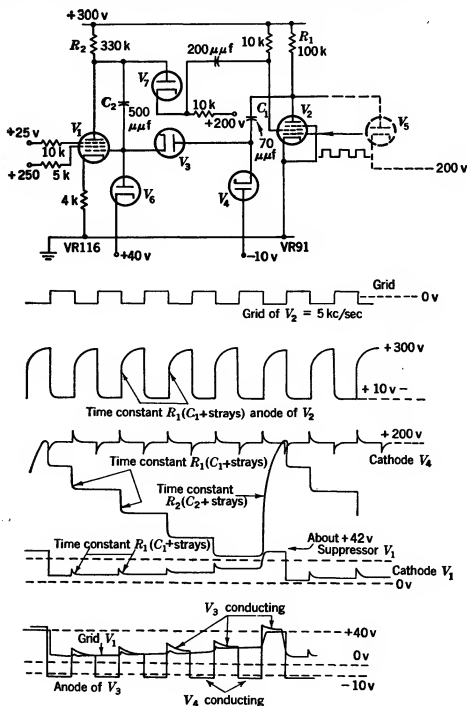 +300 v
R₂ 330 k
200 μμf
10 k
R₁
100 k
V₇
V₁
C₂
500
μμf
10 k
+200 v
C₁
V₂
V₅
+25 v
10 k
+250
5 k
V₃
70
μμf
200 v
4 k
V₆
V₄
VR116
+40 v
−10 v
VR91
Grid
0 v
Grid of V₂ = 5 kc/sec
+300 v
+ 10 v -
Time constant R₁(C₁+strays) anode of V₂
+ 200 v
Time constant R₁(C₁+strays)
Cathode V₄
Time constant
R₂(C₂+strays)
Time constant R₁(C₁+strays)
About +42 v
Suppressor V₁
Cathode V₁
0 v
V₃ conducting
+40 v
Grid V₁
0 v
Anode of V₃
−10 v
V₄ conducting